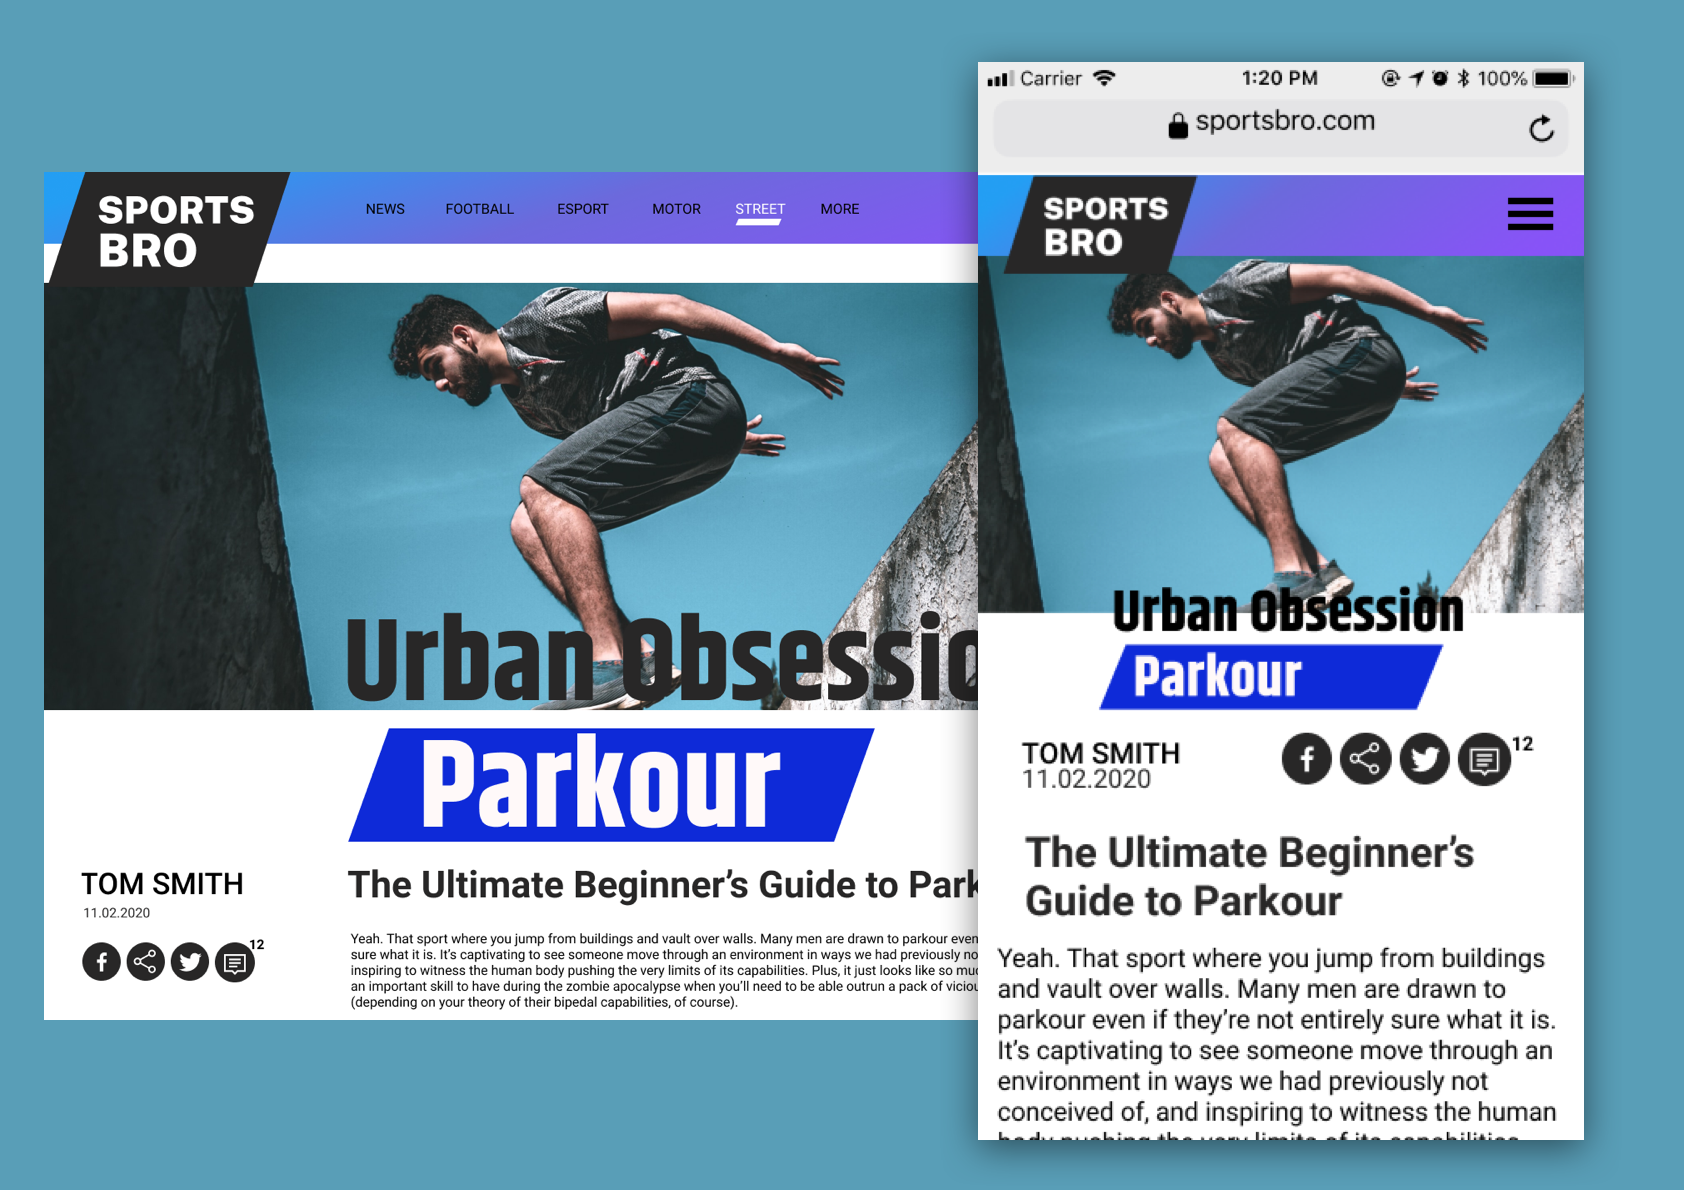 SPORTS
BRO
NEWS FOOTBALL ESPORT MOTOR STREET MORE
Urban Obsessio
Parkour
TOM SMITH
11.02.2020
12
The Ultimate Beginner's Guide to Park
Yeah. That sport where you jump from buildings and vault over walls. Many men are drawn to parkour even
sure what it is. It's captivating to see someone move through an environment in ways we had previously no
inspiring to witness the human body pushing the very limits of its capabilities. Plus, it just looks like so muc
an important skill to have during the zombie apocalypse when you'll need to be able outrun a pack of viciou
(depending on your theory of their bipedal capabilities, of course).
Carrier 1:20 PM 100%
sportsbro.com
SPORTS
BRO
Urban Obsession
Parkour
TOM SMITH
11.02.2020
12
The Ultimate Beginner's
Guide to Parkour
Yeah. That sport where you jump from buildings
and vault over walls. Many men are drawn to
parkour even if they're not entirely sure what it is.
It's captivating to see someone move through an
environment in ways we had previously not
conceived of, and inspiring to witness the human
body pushing the very limits of its capabilities